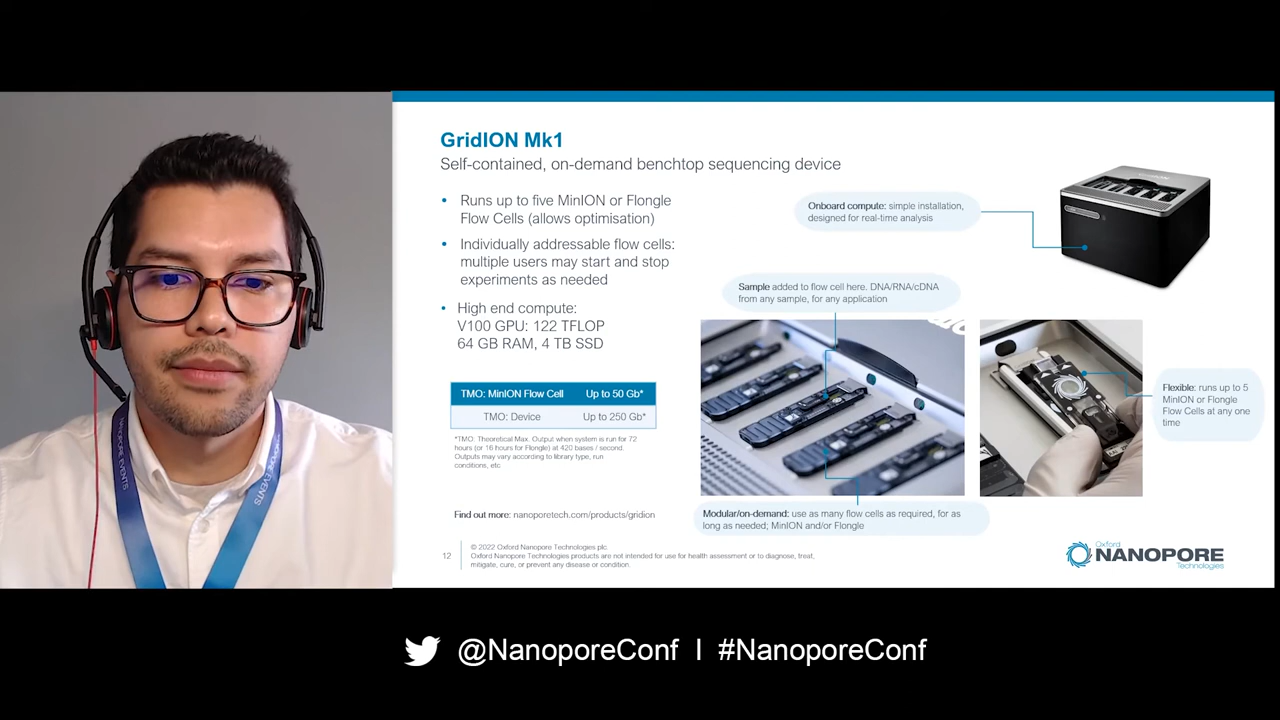 GridION Mk1
Self-contained, on-demand benchtop sequencing device
• Runs up to five MinION or Flongle
Flow Cells (allows optimisation)
• Individually addressable flow cells:
multiple users may start and stop
experiments as needed
• High end compute:
V100 GPU: 122 TFLOP
64 GB RAM, 4 TB SSD
TMO: MinION Flow Cell Up to 50 Gb*
TMO: Device Up to 250 Gb*
*TMO: Theoretical Max. Output when system is run for 72
hours (or 16 hours for Flongle) at 420 bases / second.
Outputs may vary according to library type, run
conditions, etc
Find out more: nanoporetech.com/products/gridion
Onboard compute: simple installation,
designed for real-time analysis
Sample added to flow cell here. DNA/RNA/cDNA
from any sample, for any application
Flexible: runs up to 5
MinION or Flongle
Flow Cells at any one
time
Modular/on-demand: use as many flow cells as required, for as
long as needed; MinION and/or Flongle
12
© 2022 Oxford Nanopore Technologies plc.
Oxford Nanopore Technologies products are not intended for use for health assessment or to diagnose, treat,
mitigate, cure, or prevent any disease or condition.
Oxford
NANOPORE
Technologies
NANOPORE EVENTS
NANOPORE EVENTS
@NanoporeConf I #NanoporeConf